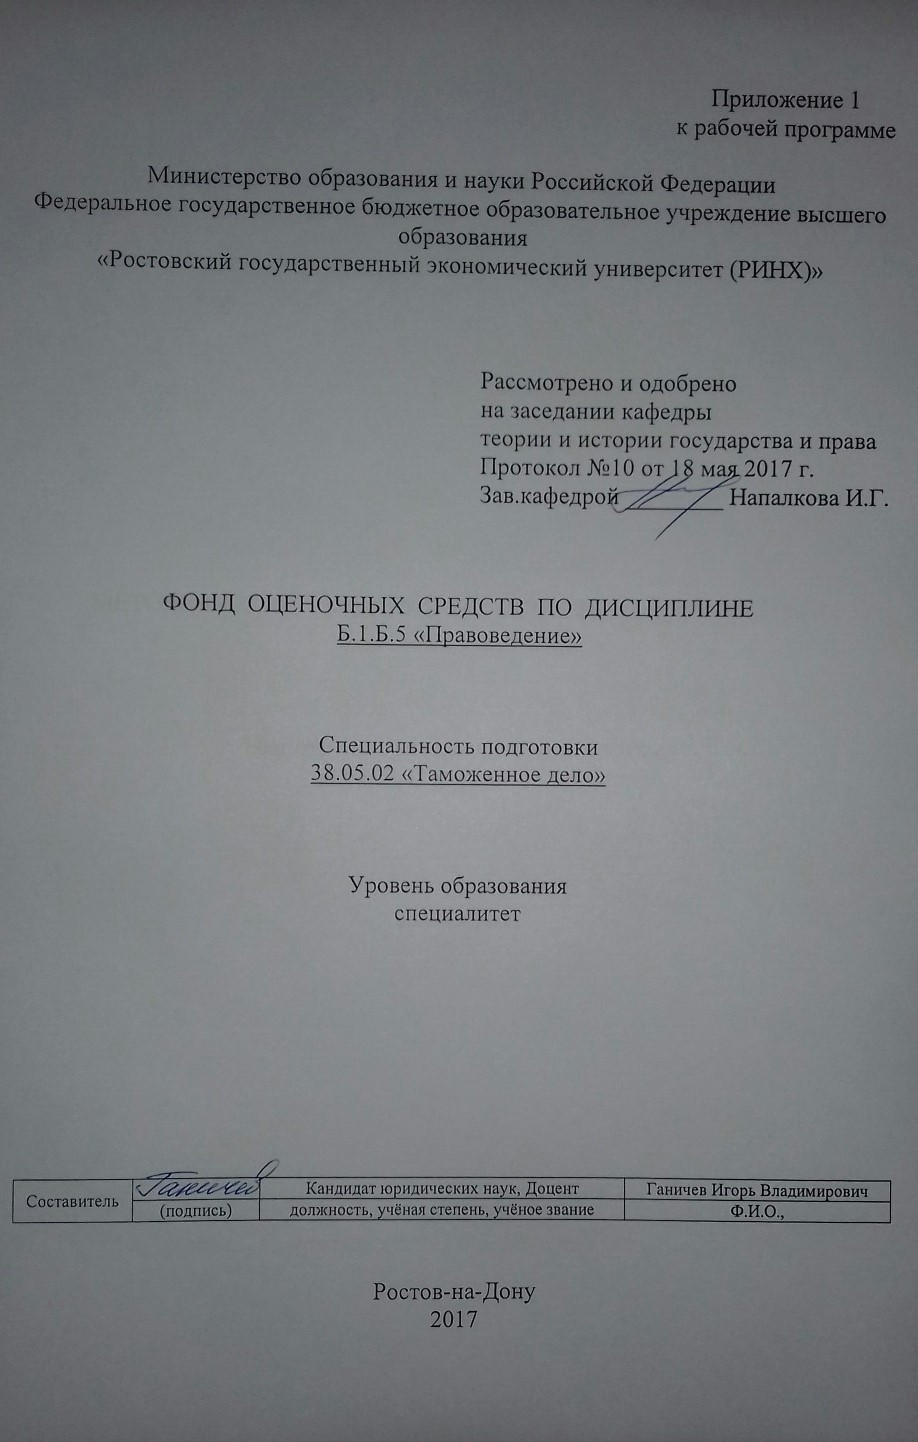 Приложение 1
к рабочей программе
Министерство образования и науки Российской Федерации
Федеральное государственное бюджетное образовательное учреждение высшего
образования
«Ростовский государственный экономический университет (РИНХ)»
Рассмотрено и одобрено
на заседании кафедры
теории и истории государства и права
Протокол №10 от 18 мая 2017 г.
Зав.кафедрой ________ Напалкова И.Г.
ФОНД ОЦЕНОЧНЫХ СРЕДСТВ ПО ДИСЦИПЛИНЕ
Б.1.Б.5 «Правоведение»
Специальность подготовки
38.05.02 «Таможенное дело»
Уровень образования
специалитет
Составитель Ганичев Кандидат юридических наук, Доцент Ганичев Игорь Владимирович
(подпись) должность, учёная степень, учёное звание Ф.И.О.,
Ростов-на-Дону
2017